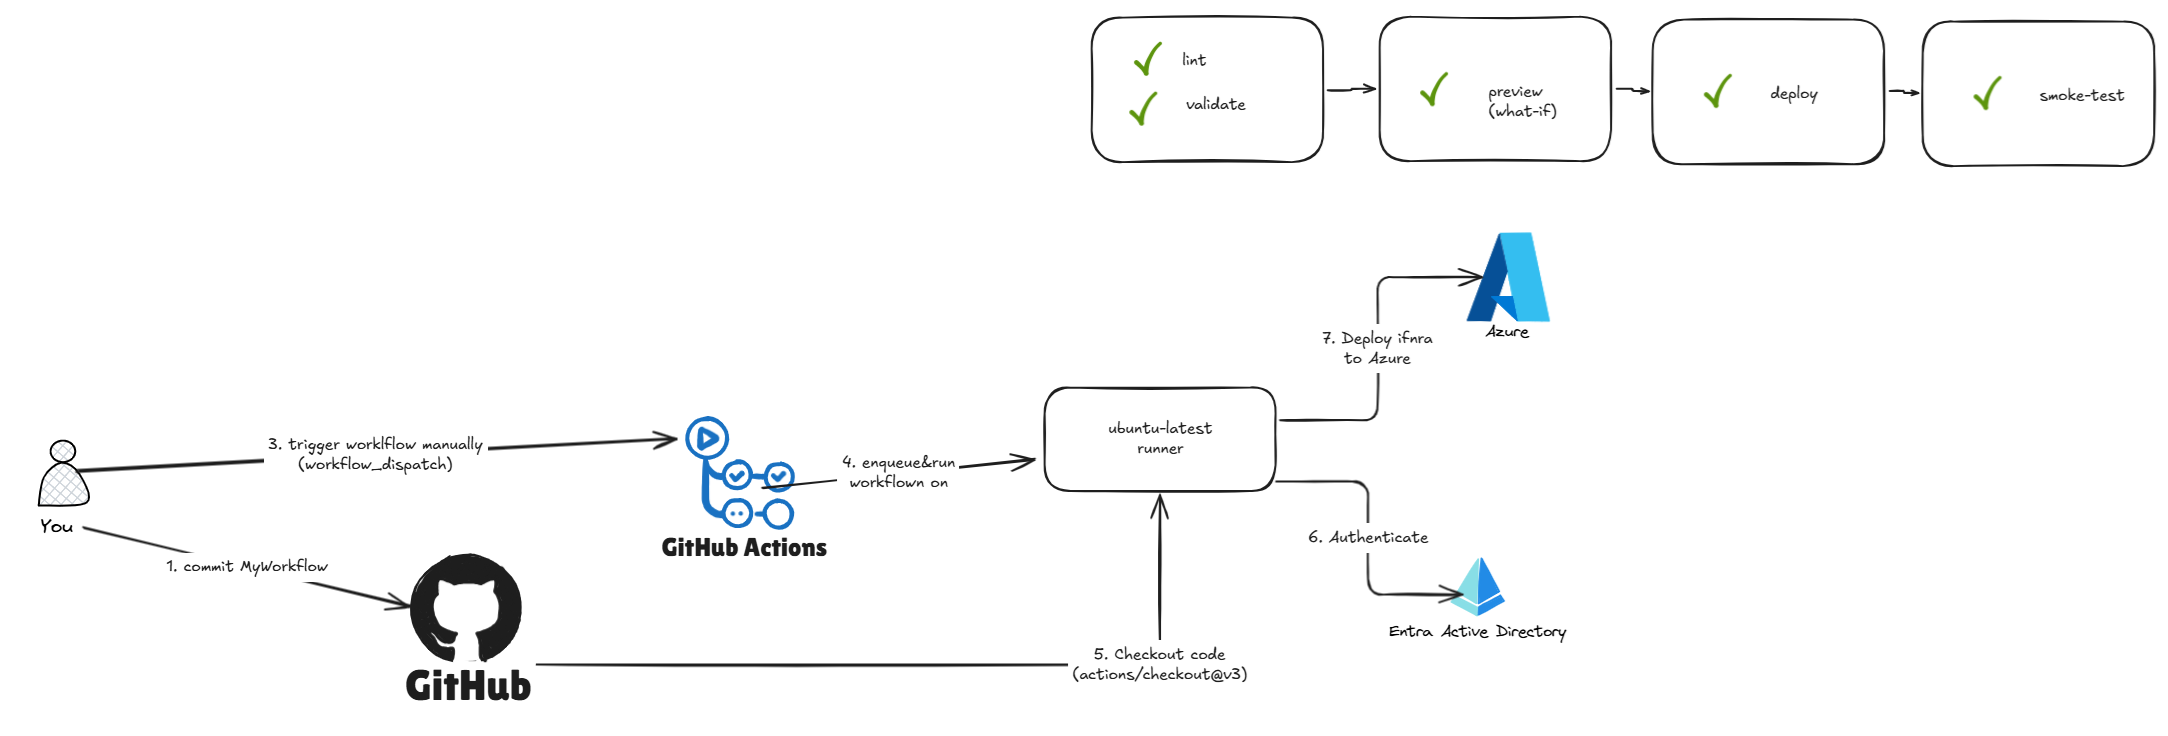 lint
validate
preview
(what-if)
deploy
smoke-test
Azure
7. Deploy ifnra
to Azure
ubuntu-latest
runner
3. trigger worklflow manually
(workflow_dispatch)
4. enqueue&run
workflown on
You
GitHub Actions
6. Authenticate
1. commit MyWorkflow
Entra Active Directory
5. Checkout code
(actions/checkout@v3)
GitHub